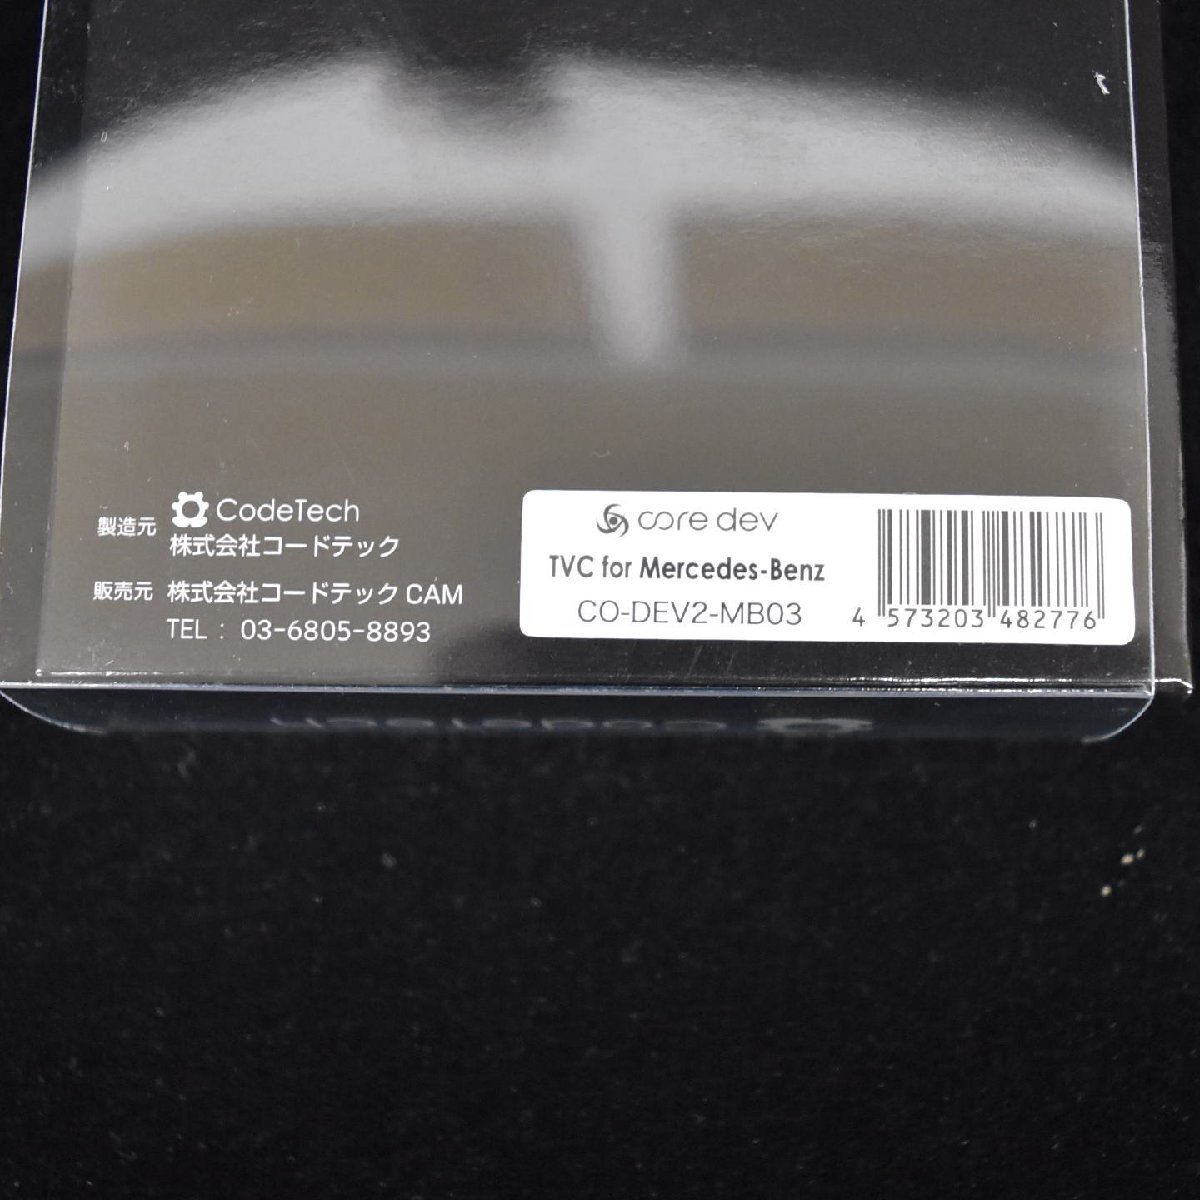 製造元 CodeTech
株式会社コードテック
販売元 株式会社コードテック CAM
TEL : 03-6805-8893
core dev
TVC for Mercedes-Benz
CO-DEV2-MB03
4 573203 482776
codetech